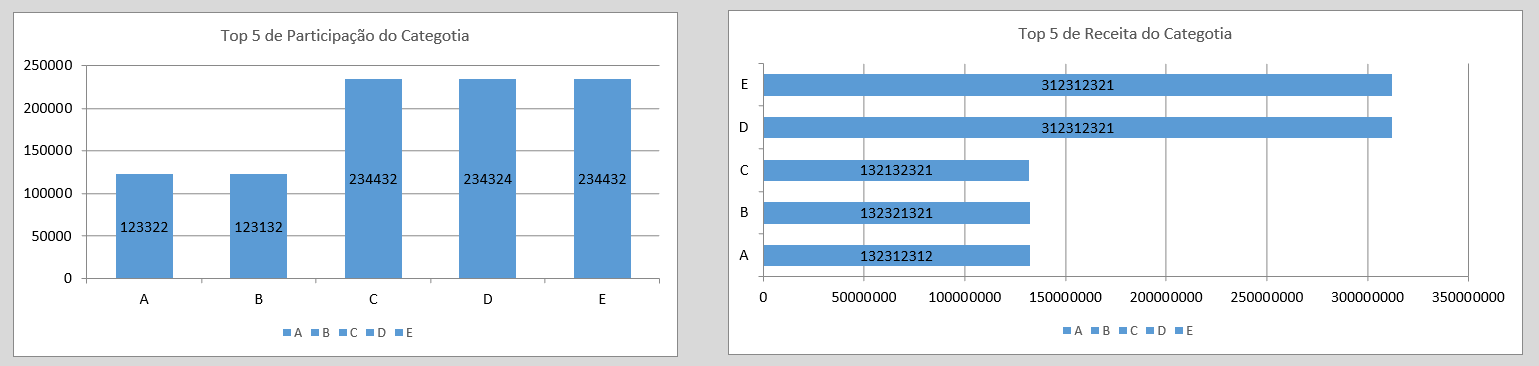 Top 5 de Participação do Categotia
250000
200000
150000
100000
50000
0
123322
123132
234432
234324
234432
A B C D E
A B C D E
Top 5 de Receita do Categotia
E 312312321
D 312312321
C 132132321
B 132321321
A 132312312
0 50000000 100000000 150000000 200000000 250000000 300000000 350000000
A B C D E